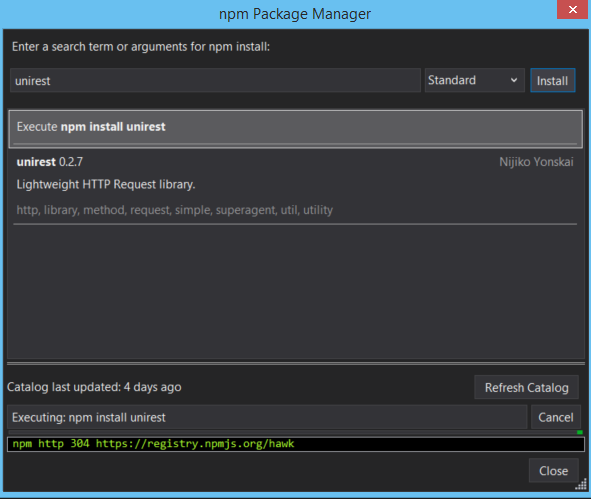 npm Package Manager
Enter a search term or arguments for npm install:
unirest
Standard
Install
Execute npm install unirest
unirest 0.2.7
Nijiko Yonskai
Lightweight HTTP Request library.
http, library, method, request, simple, superagent, util, utility
Catalog last updated: 4 days ago
Refresh Catalog
Executing: npm install unirest
Cancel
npm http 304 https://registry.npmjs.org/hawk
Close